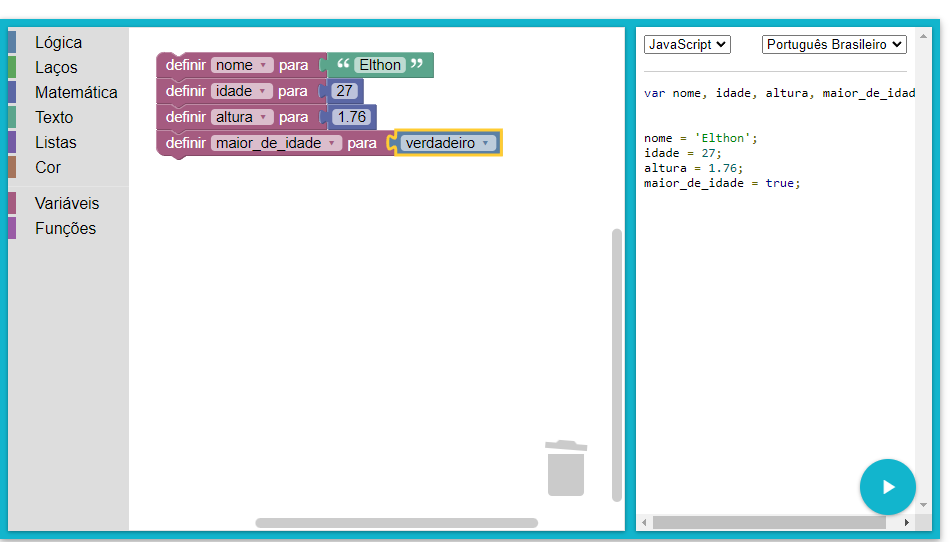 Lógica
Laços
Matemática
Texto
Listas
Cor
Variáveis
Funções
definir nome para “ Elthon ”
definir idade para 27
definir altura para 1.76
definir maior_de_idade para verdadeiro
JavaScript Português Brasileiro
var nome, idade, altura, maior_de_idad
nome = 'Elthon';
idade = 27;
altura = 1.76;
maior_de_idade = true;